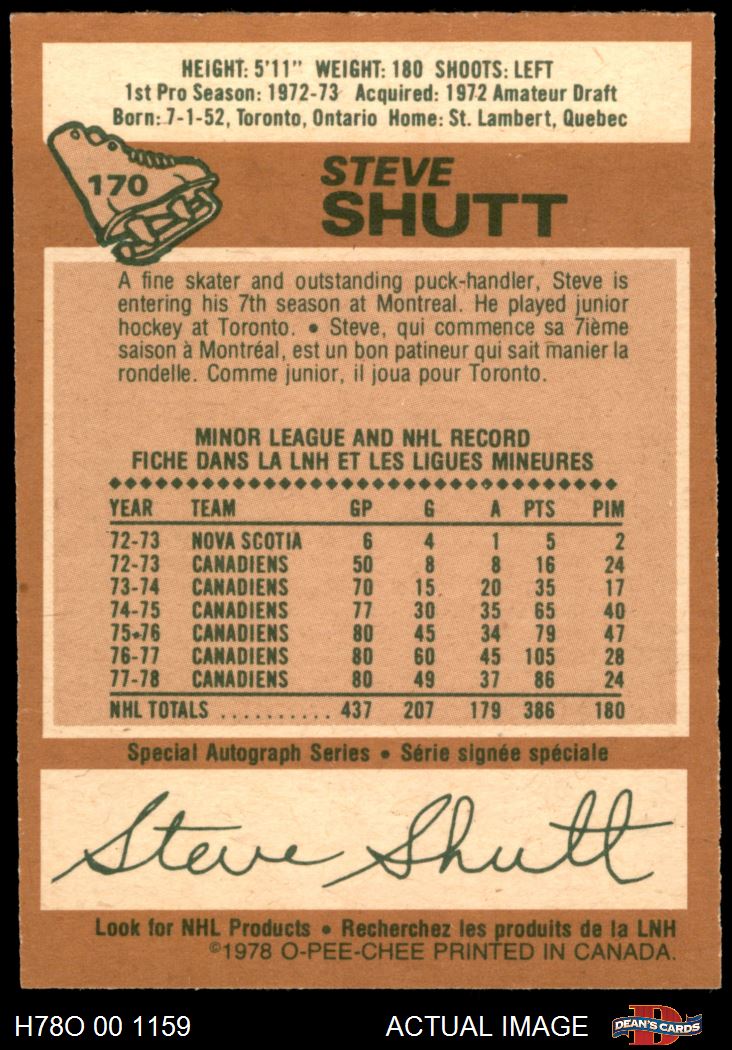 HEIGHT: 5'11" WEIGHT: 180 SHOOTS: LEFT
1st Pro Season: 1972-73 Acquired: 1972 Amateur Draft
Born: 7-1-52, Toronto, Ontario Home: St. Lambert, Quebec
170
STEVE
SHUTT
A fine skater and outstanding puck-handler, Steve is
entering his 7th season at Montreal. He played junior
hockey at Toronto. • Steve, qui commence sa 7ième
saison à Montréal, est un bon patineur qui sait manier la
rondelle. Comme junior, il joua pour Toronto.
MINOR LEAGUE AND NHL RECORD
FICHE DANS LA LNH ET LES LIGUES MINEURES
YEAR TEAM GP G A PTS PIM
72-73 NOVA SCOTIA 6 4 1 5 2
72-73 CANADIENS 50 8 8 16 24
73-74 CANADIENS 70 15 20 35 17
74-75 CANADIENS 77 30 35 65 40
75-76 CANADIENS 80 45 34 79 47
76-77 CANADIENS 80 60 45 105 28
77-78 CANADIENS 80 49 37 86 24
NHL TOTALS .......... 437 207 179 386 180
Special Autograph Series • Série signée spéciale
Steve Shutt
Look for NHL Products • Recherchez les produits de la LNH
©1978 O-PEE-CHEE PRINTED IN CANADA.
H78O 00 1159 ACTUAL IMAGE D DEAN'S CARDS